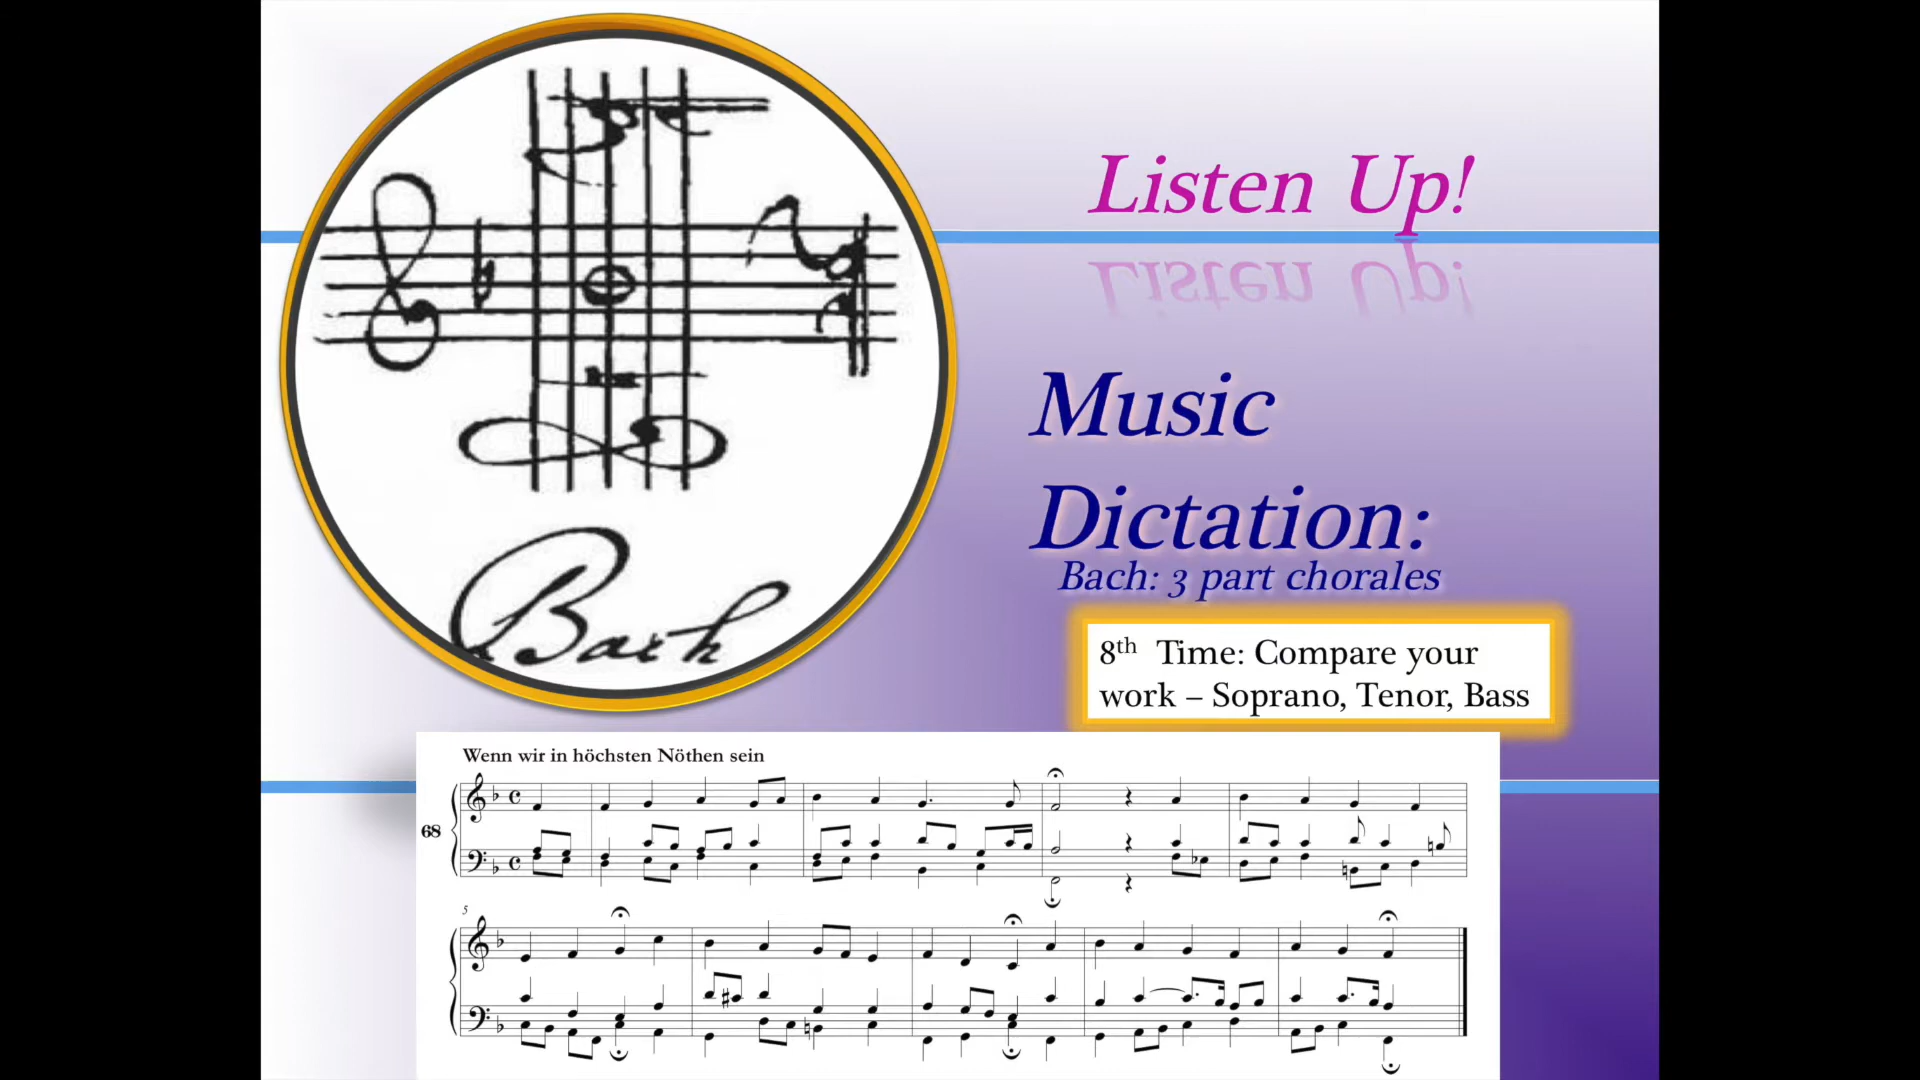 Listen Up!
Music
Dictation:
Bach: 3 part chorales
8th Time: Compare your
work – Soprano, Tenor, Bass
Bach
Wenn wir in höchsten Nöthen sein
68
5